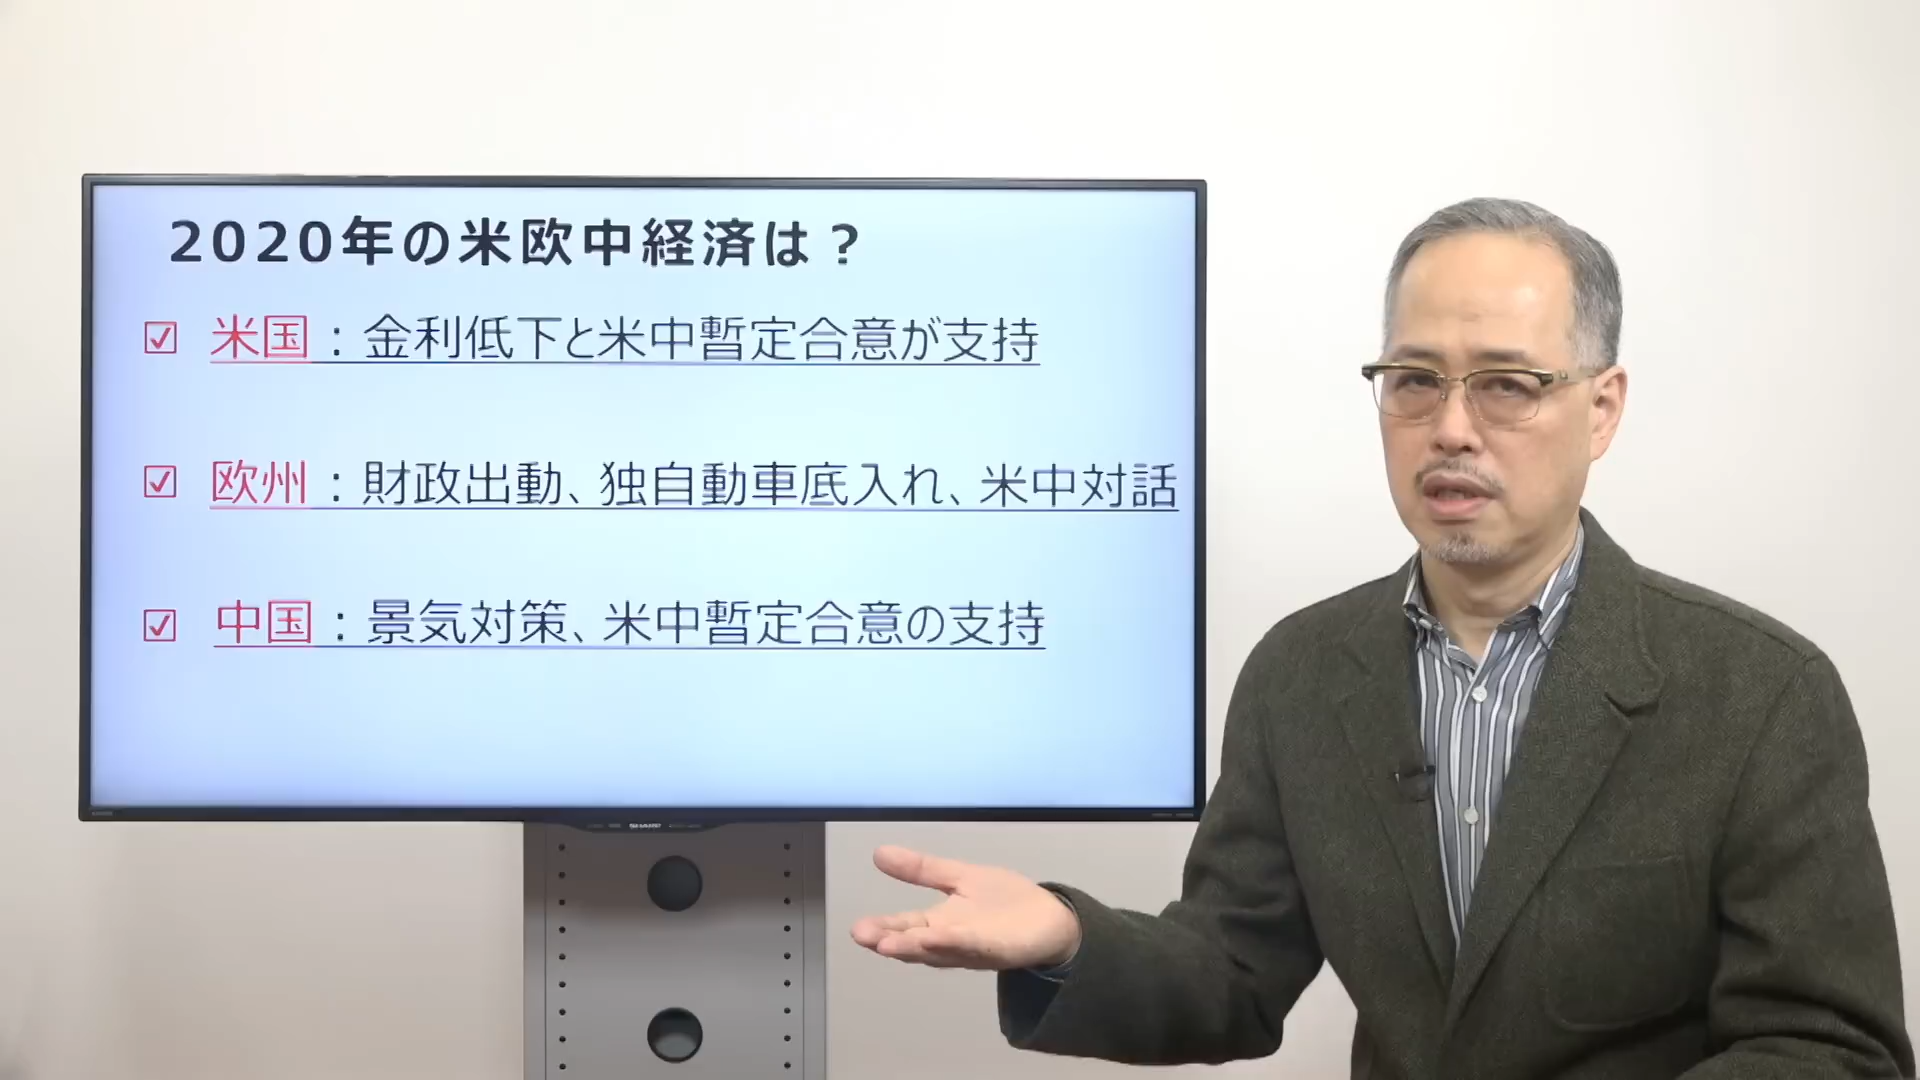 2020年の米欧中経済は？
☑ 米国：金利低下と米中暫定合意が支持
☑ 欧州：財政出動、独自動車底入れ、米中対話
☑ 中国：景気対策、米中暫定合意の支持
SHARP